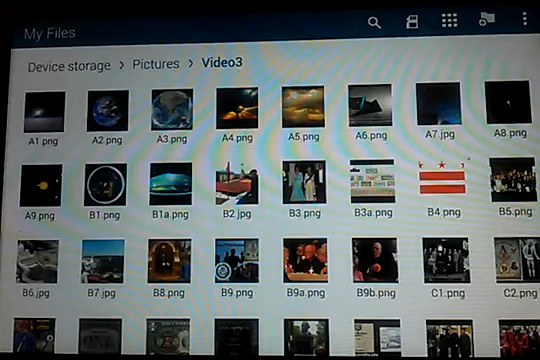 My Files
Device storage > Pictures > Video3
A1.png A2.png A3.png A4.png A5.png A6.png A7.jpg A8.png
A9.png B1.png B1a.png B2.jpg B3.png B3a.png B4.png B5.png
B6.jpg B7.jpg B8.png B9.png B9a.png B9b.png C1.png C2.png